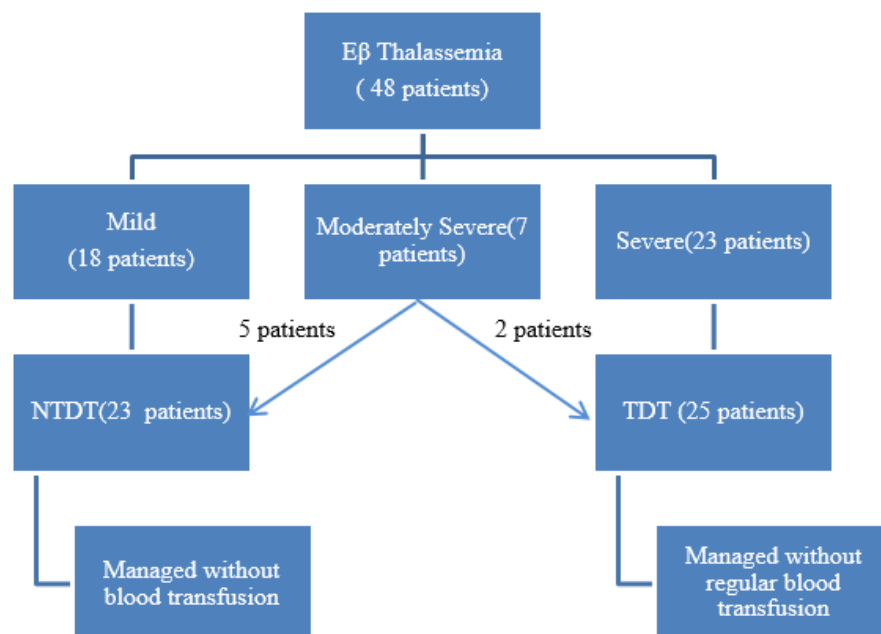 Eβ Thalassemia
( 48 patients)
Mild
(18 patients)
Moderately Severe(7
patients)
Severe(23 patients)
5 patients
2 patients
NTDT(23 patients)
TDT (25 patients)
Managed without
blood transfusion
Managed without
regular blood
transfusion